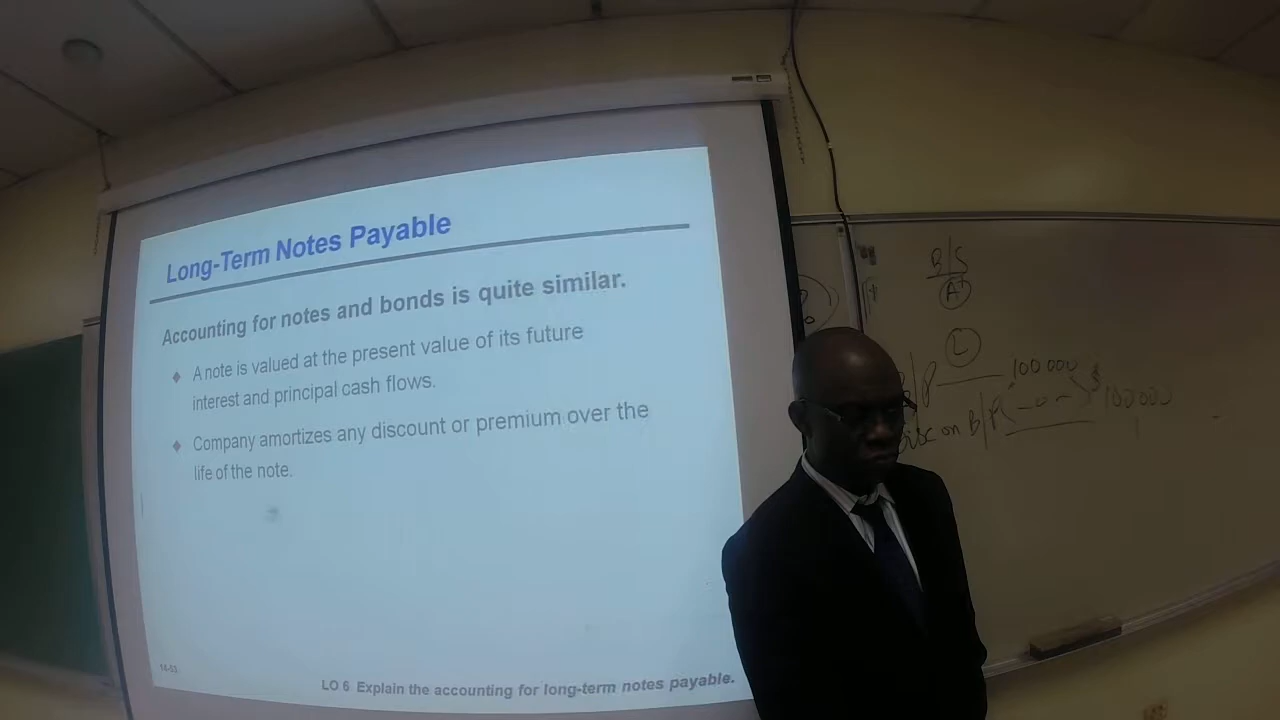 Long-Term Notes Payable
Accounting for notes and bonds is quite similar.
A note is valued at the present value of its future
interest and principal cash flows.
Company amortizes any discount or premium over the
life of the note.
LO 6 Explain the accounting for long-term notes payable.
B/S
A+
L
B/P 100 000
on B/P 100 000